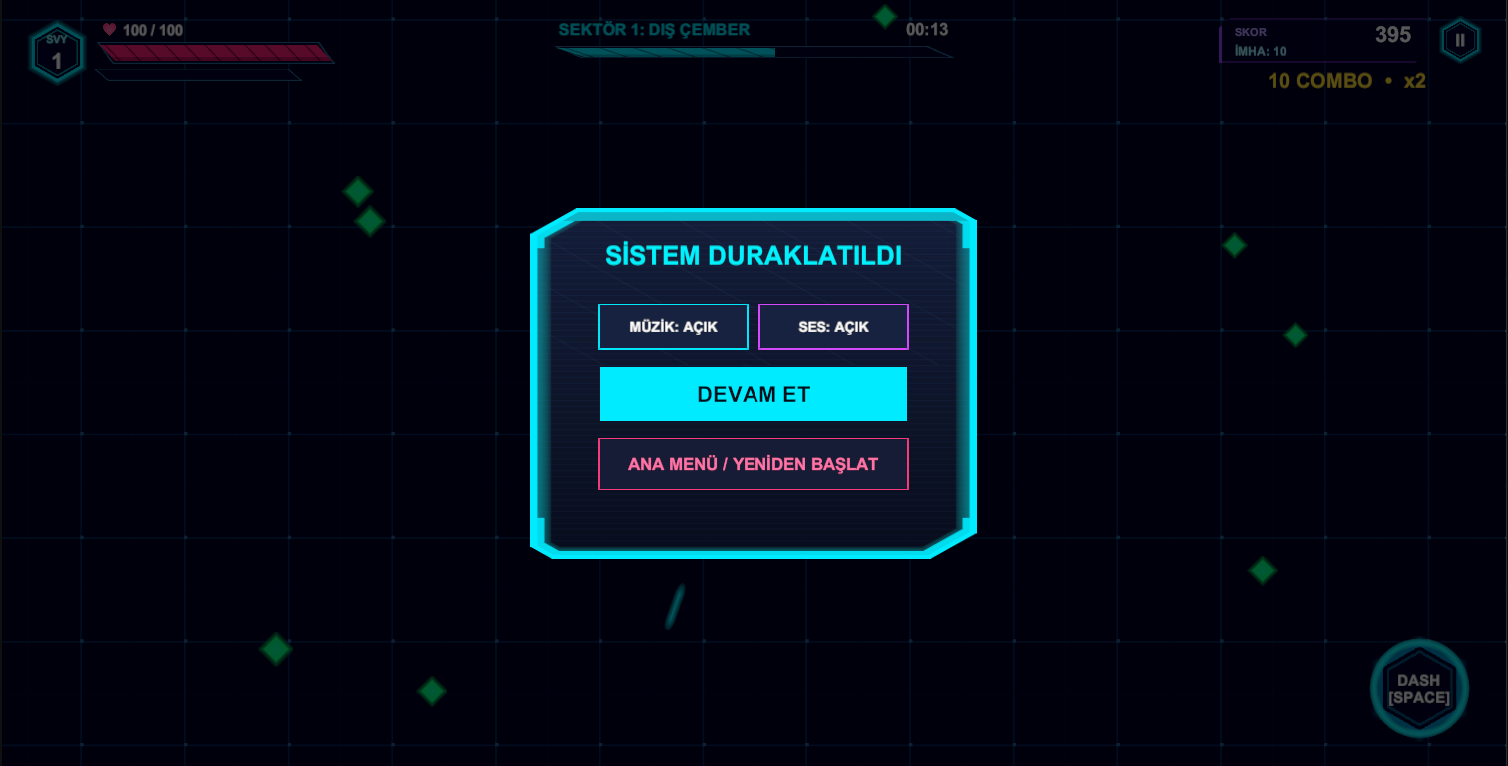 SVY
1
100 / 100
SEKTÖR 1: DIŞ ÇEMBER
00:13
SKOR
395
İMHA: 10
10 COMBO • x2
SİSTEM DURAKLATILDI
MÜZİK: AÇIK
SES: AÇIK
DEVAM ET
ANA MENÜ / YENİDEN BAŞLAT
DASH
[SPACE]